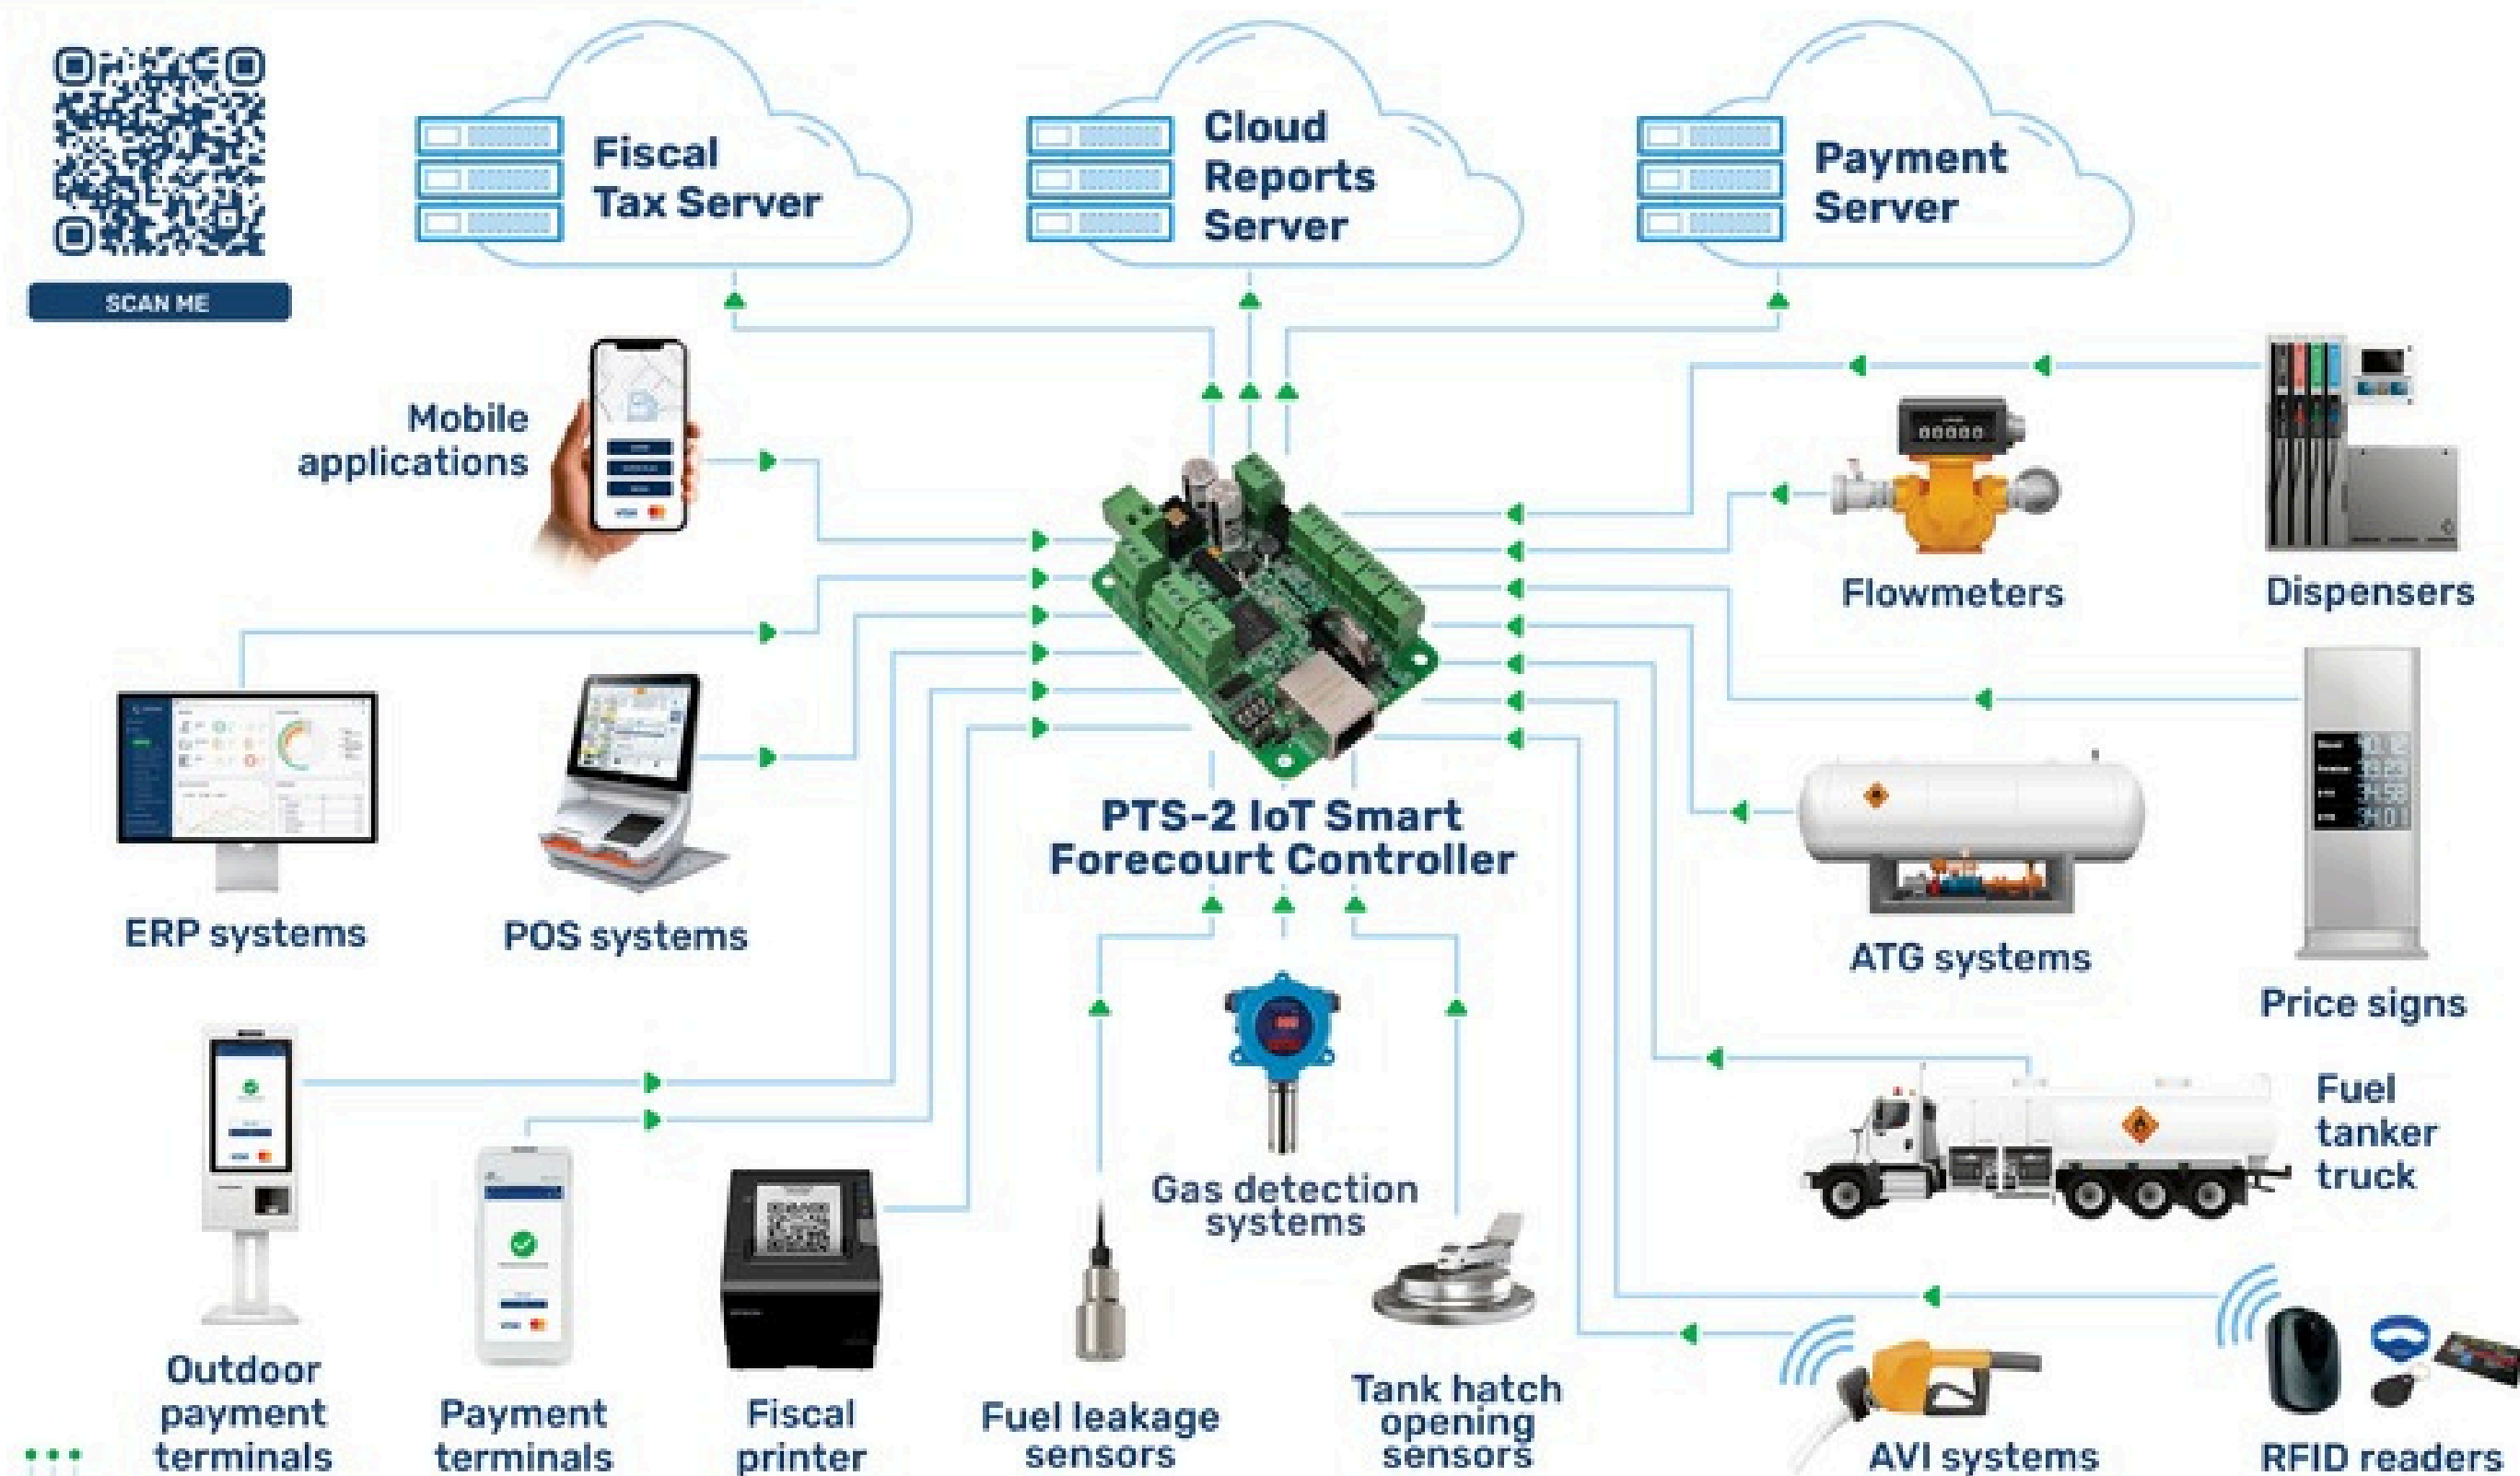 Fiscal
Tax Server
Cloud
Reports
Server
Payment
Server
SCAN ME
Mobile
applications
VISA
00000
Flowmeters
Dispensers
PTS-2 IoT Smart
Forecourt Controller
ERP systems
POS systems
ATG systems
Price signs
Fuel
tanker
truck
Gas detection
systems
Outdoor
payment
terminals
Payment
terminals
Fiscal
printer
Fuel leakage
sensors
Tank hatch
opening
sensors
AVI systems
RFID readers